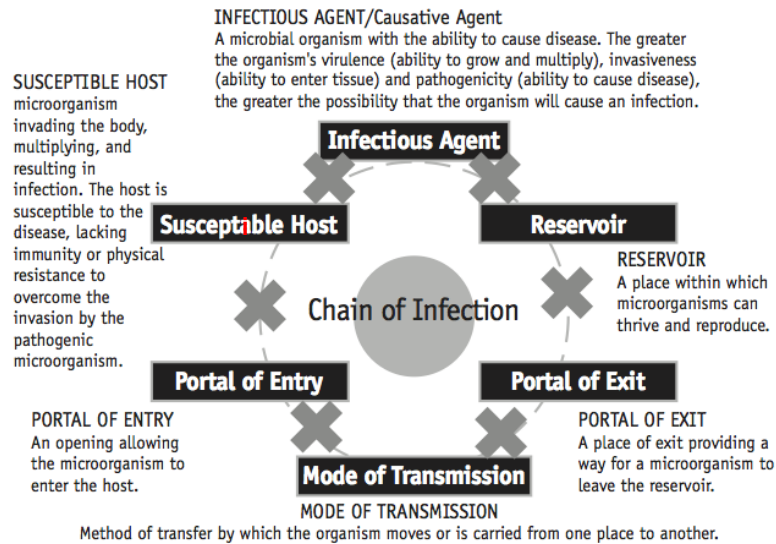 INFECTIOUS AGENT/Causative Agent
A microbial organism with the ability to cause disease. The greater
the organism's virulence (ability to grow and multiply), invasiveness
(ability to enter tissue) and pathogenicity (ability to cause disease),
the greater the possibility that the organism will cause an infection.
SUSCEPTIBLE HOST
microorganism
invading the body,
multiplying, and
resulting in
infection. The host is
susceptible to the
disease, lacking
immunity or physical
resistance to
overcome the
invasion by the
pathogenic
microorganism.
Infectious Agent
Susceptable Host
Reservoir
RESERVOIR
A place within which
microorganisms can
thrive and reproduce.
Chain of Infection
Portal of Entry
Portal of Exit
PORTAL OF ENTRY
An opening allowing
the microorganism to
enter the host.
PORTAL OF EXIT
A place of exit providing a
way for a microorganism to
leave the reservoir.
Mode of Transmission
MODE OF TRANSMISSION
Method of transfer by which the organism moves or is carried from one place to another.